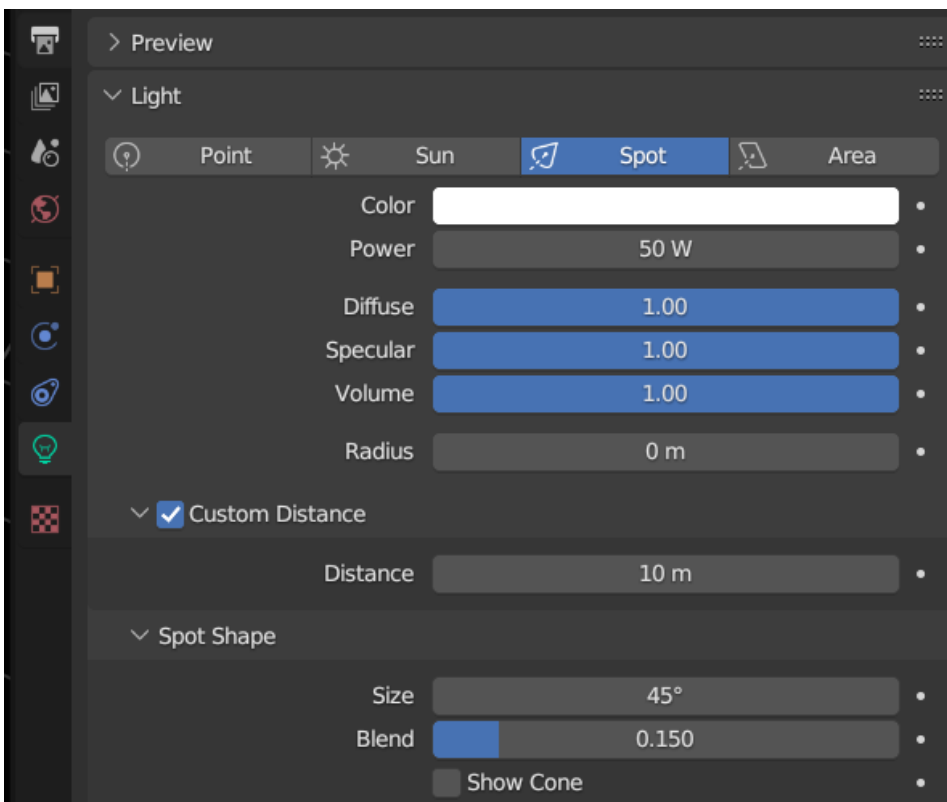 Preview
Light
Point Sun Spot Area
Color
Power 50 W
Diffuse 1.00
Specular 1.00
Volume 1.00
Radius 0 m
Custom Distance
Distance 10 m
Spot Shape
Size 45°
Blend 0.150
Show Cone